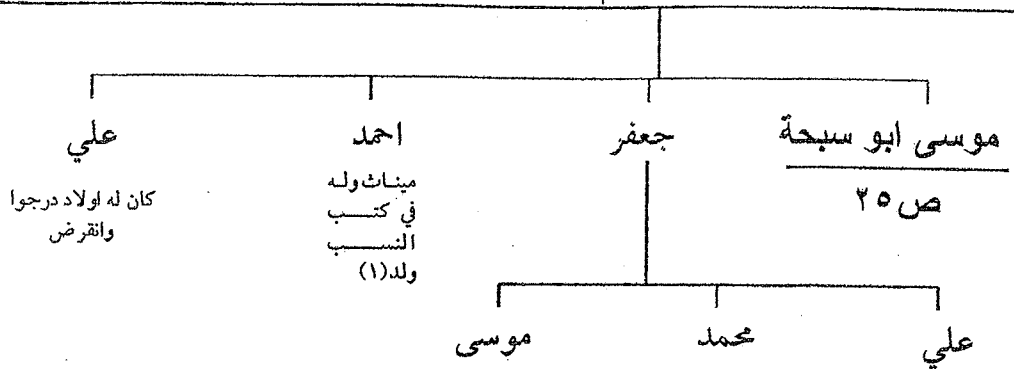 موسى ابو سبحة
ص ٢٥
جعفر
احمد
ميناث وله
في كتب
النسب
ولد (١)
علي
كان له اولاد درجوا
وانقرض
علي
محمد
موسى